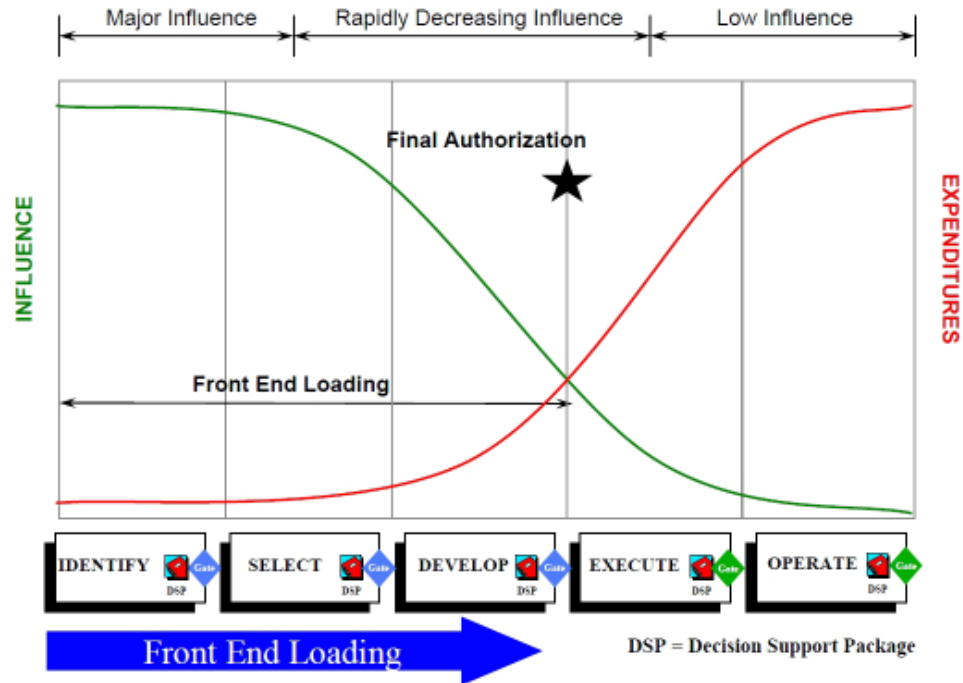 Major Influence Rapidly Decreasing Influence Low Influence
Final Authorization
INFLUENCE
EXPENDITURES
Front End Loading
IDENTIFY SELECT DEVELOP EXECUTE OPERATE
Gate Gate Gate Gate Gate
DSP DSP DSP DSP DSP
Front End Loading
DSP = Decision Support Package